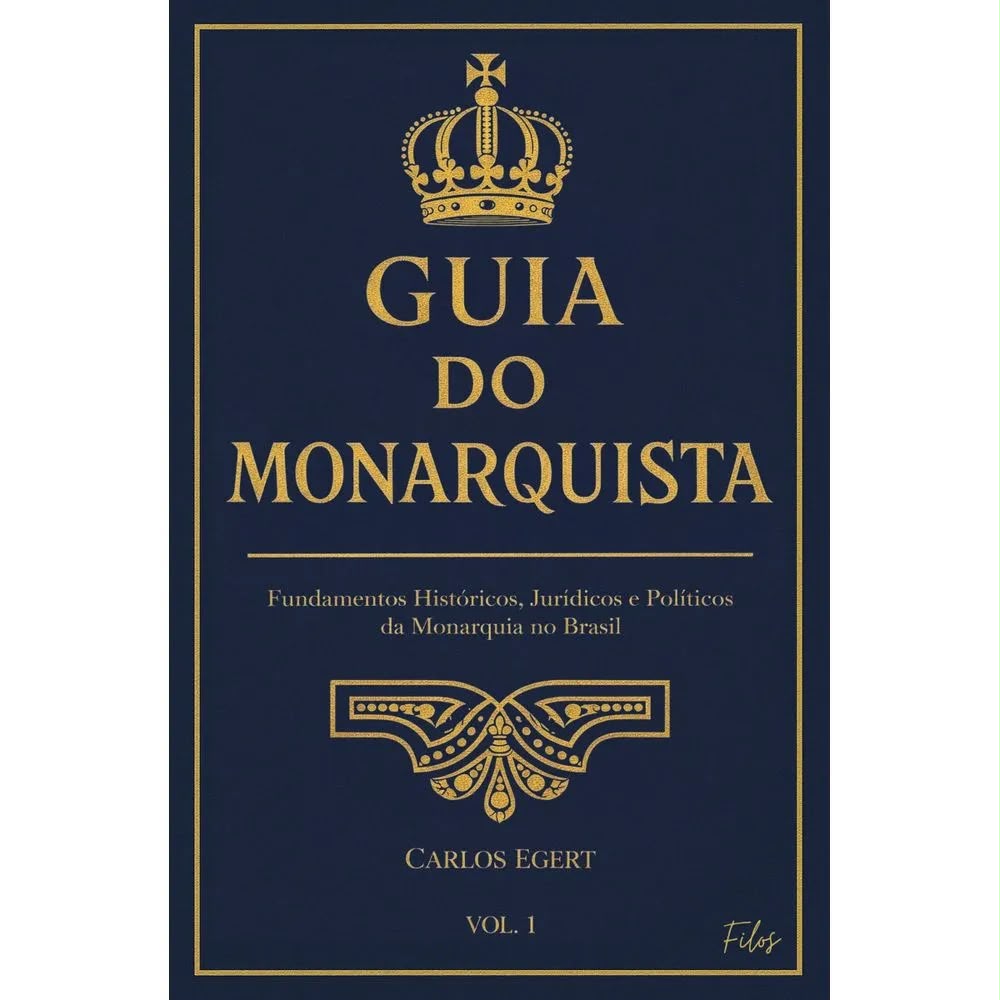 GUIA
DO
MONARQUISTA
Fundamentos Históricos, Jurídicos e Políticos
da Monarquia no Brasil
CARLOS EGERT
VOL. 1
Filos